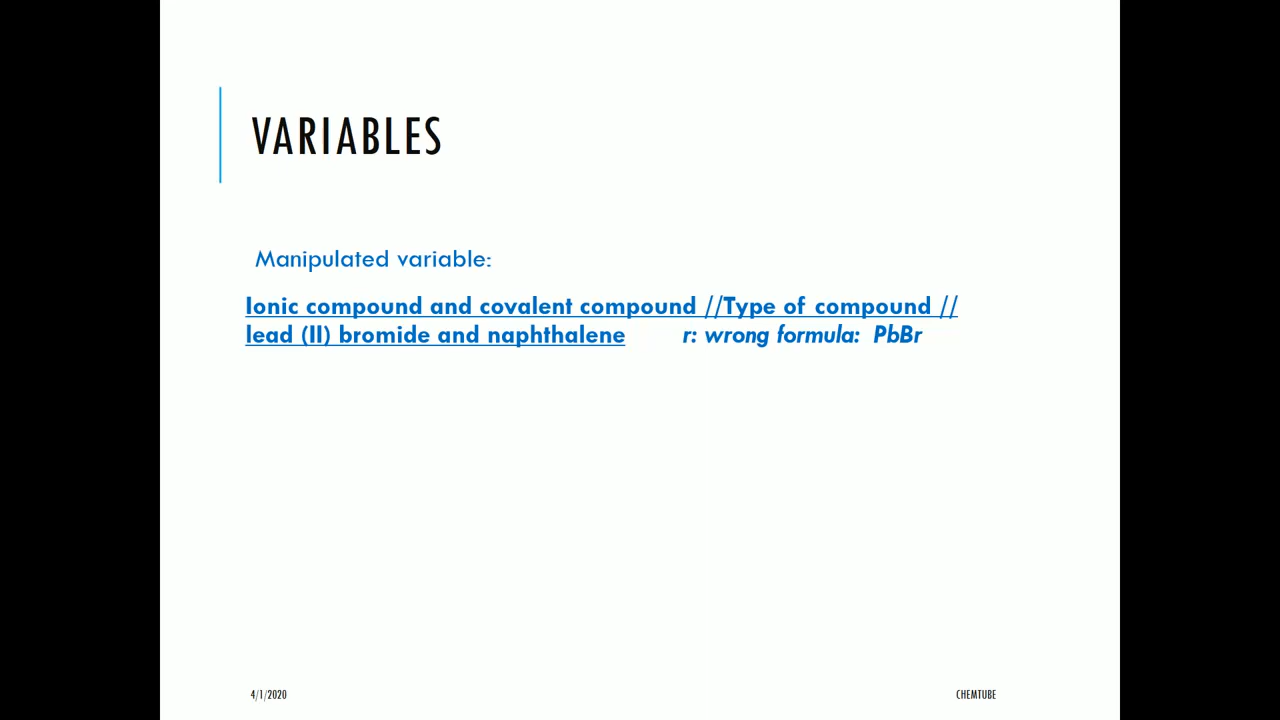 VARIABLES
Manipulated variable:
Ionic compound and covalent compound //Type of compound //
lead (II) bromide and naphthalene r: wrong formula: PbBr
4/1/2020 CHEMTUBE